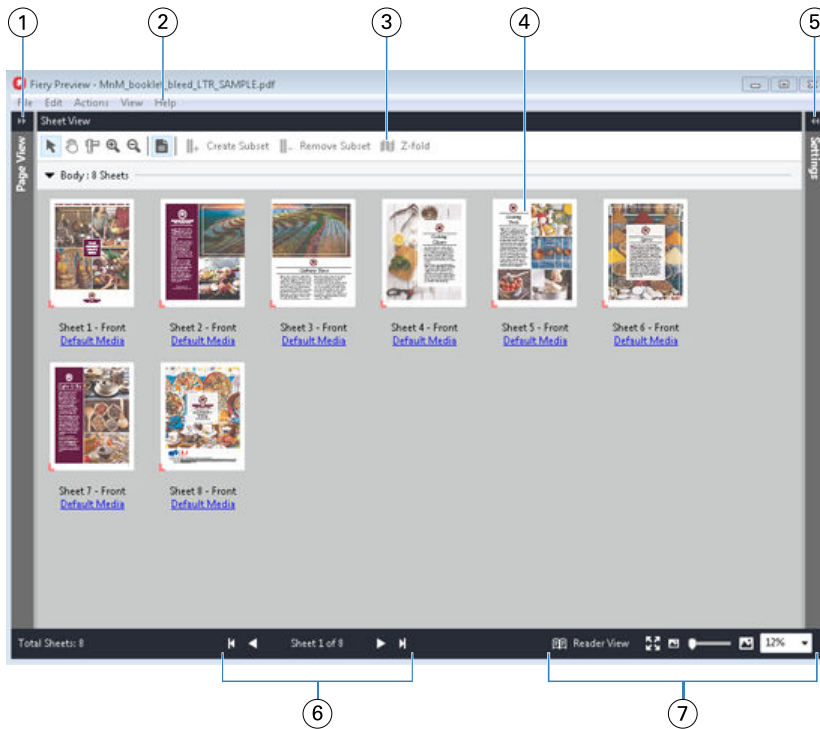 1 2 3 4 5
Fiery Preview - MnM_booklet_bleed_LTR_SAMPLE.pdf
File Edit Actions View Help
Sheet View
Page View
Create Subset Remove Subset Z-fold
Settings
Body : 8 Sheets
Sheet 1 - Front Sheet 2 - Front Sheet 3 - Front Sheet 4 - Front Sheet 5 - Front Sheet 6 - Front
Default Media Default Media Default Media Default Media Default Media Default Media
Sheet 7 - Front Sheet 8 - Front
Default Media Default Media
Total Sheets: 8 Sheet 1 of 8 Reader View 12%
6 7